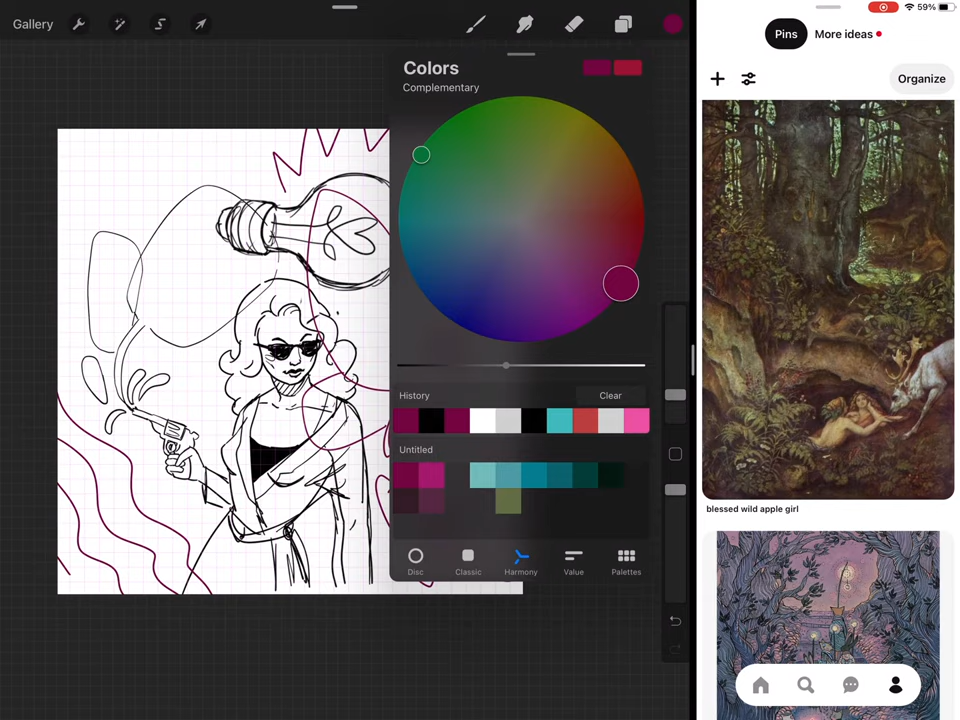 Gallery
Colors
Complementary
History
Clear
Untitled
Disc
Classic
Harmony
Value
Palettes
59%
Pins
More ideas
Organize
blessed wild apple girl